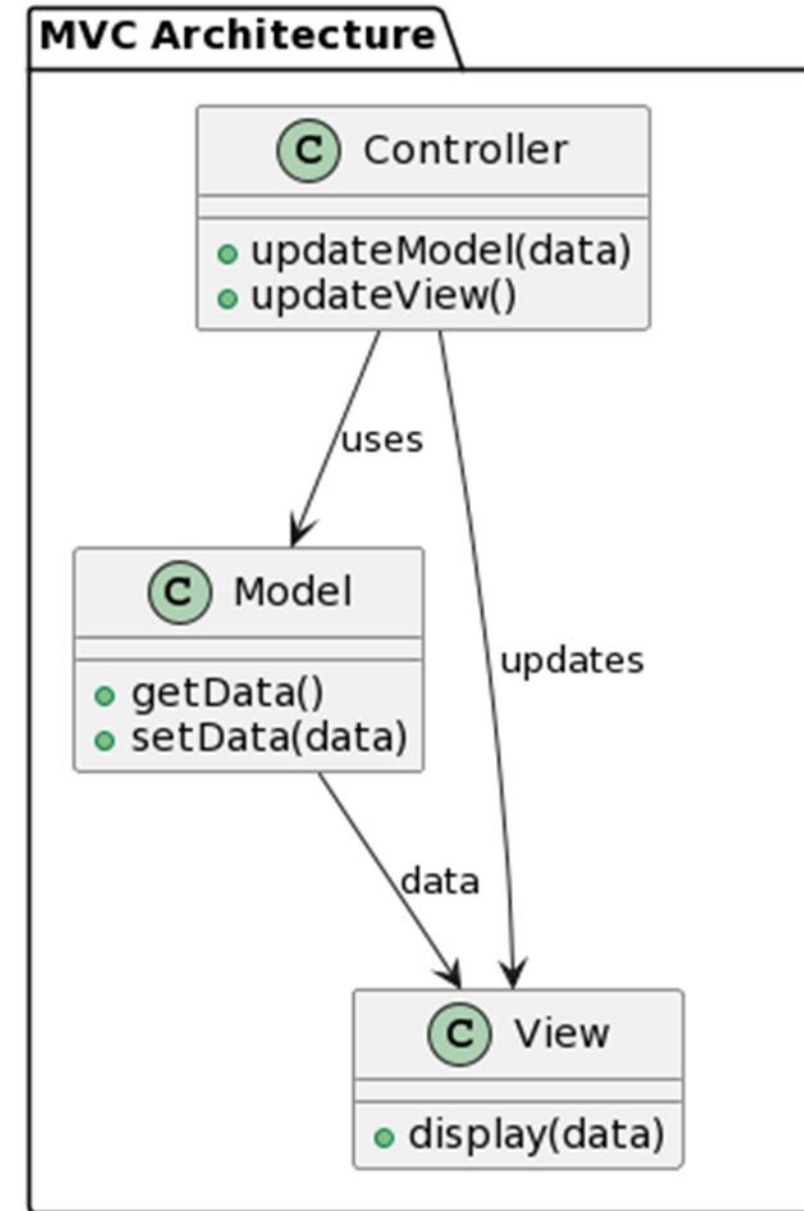 MVC Architecture
C Controller
updateModel(data)
updateView()
uses
C Model
getData()
setData(data)
updates
data
C View
display(data)